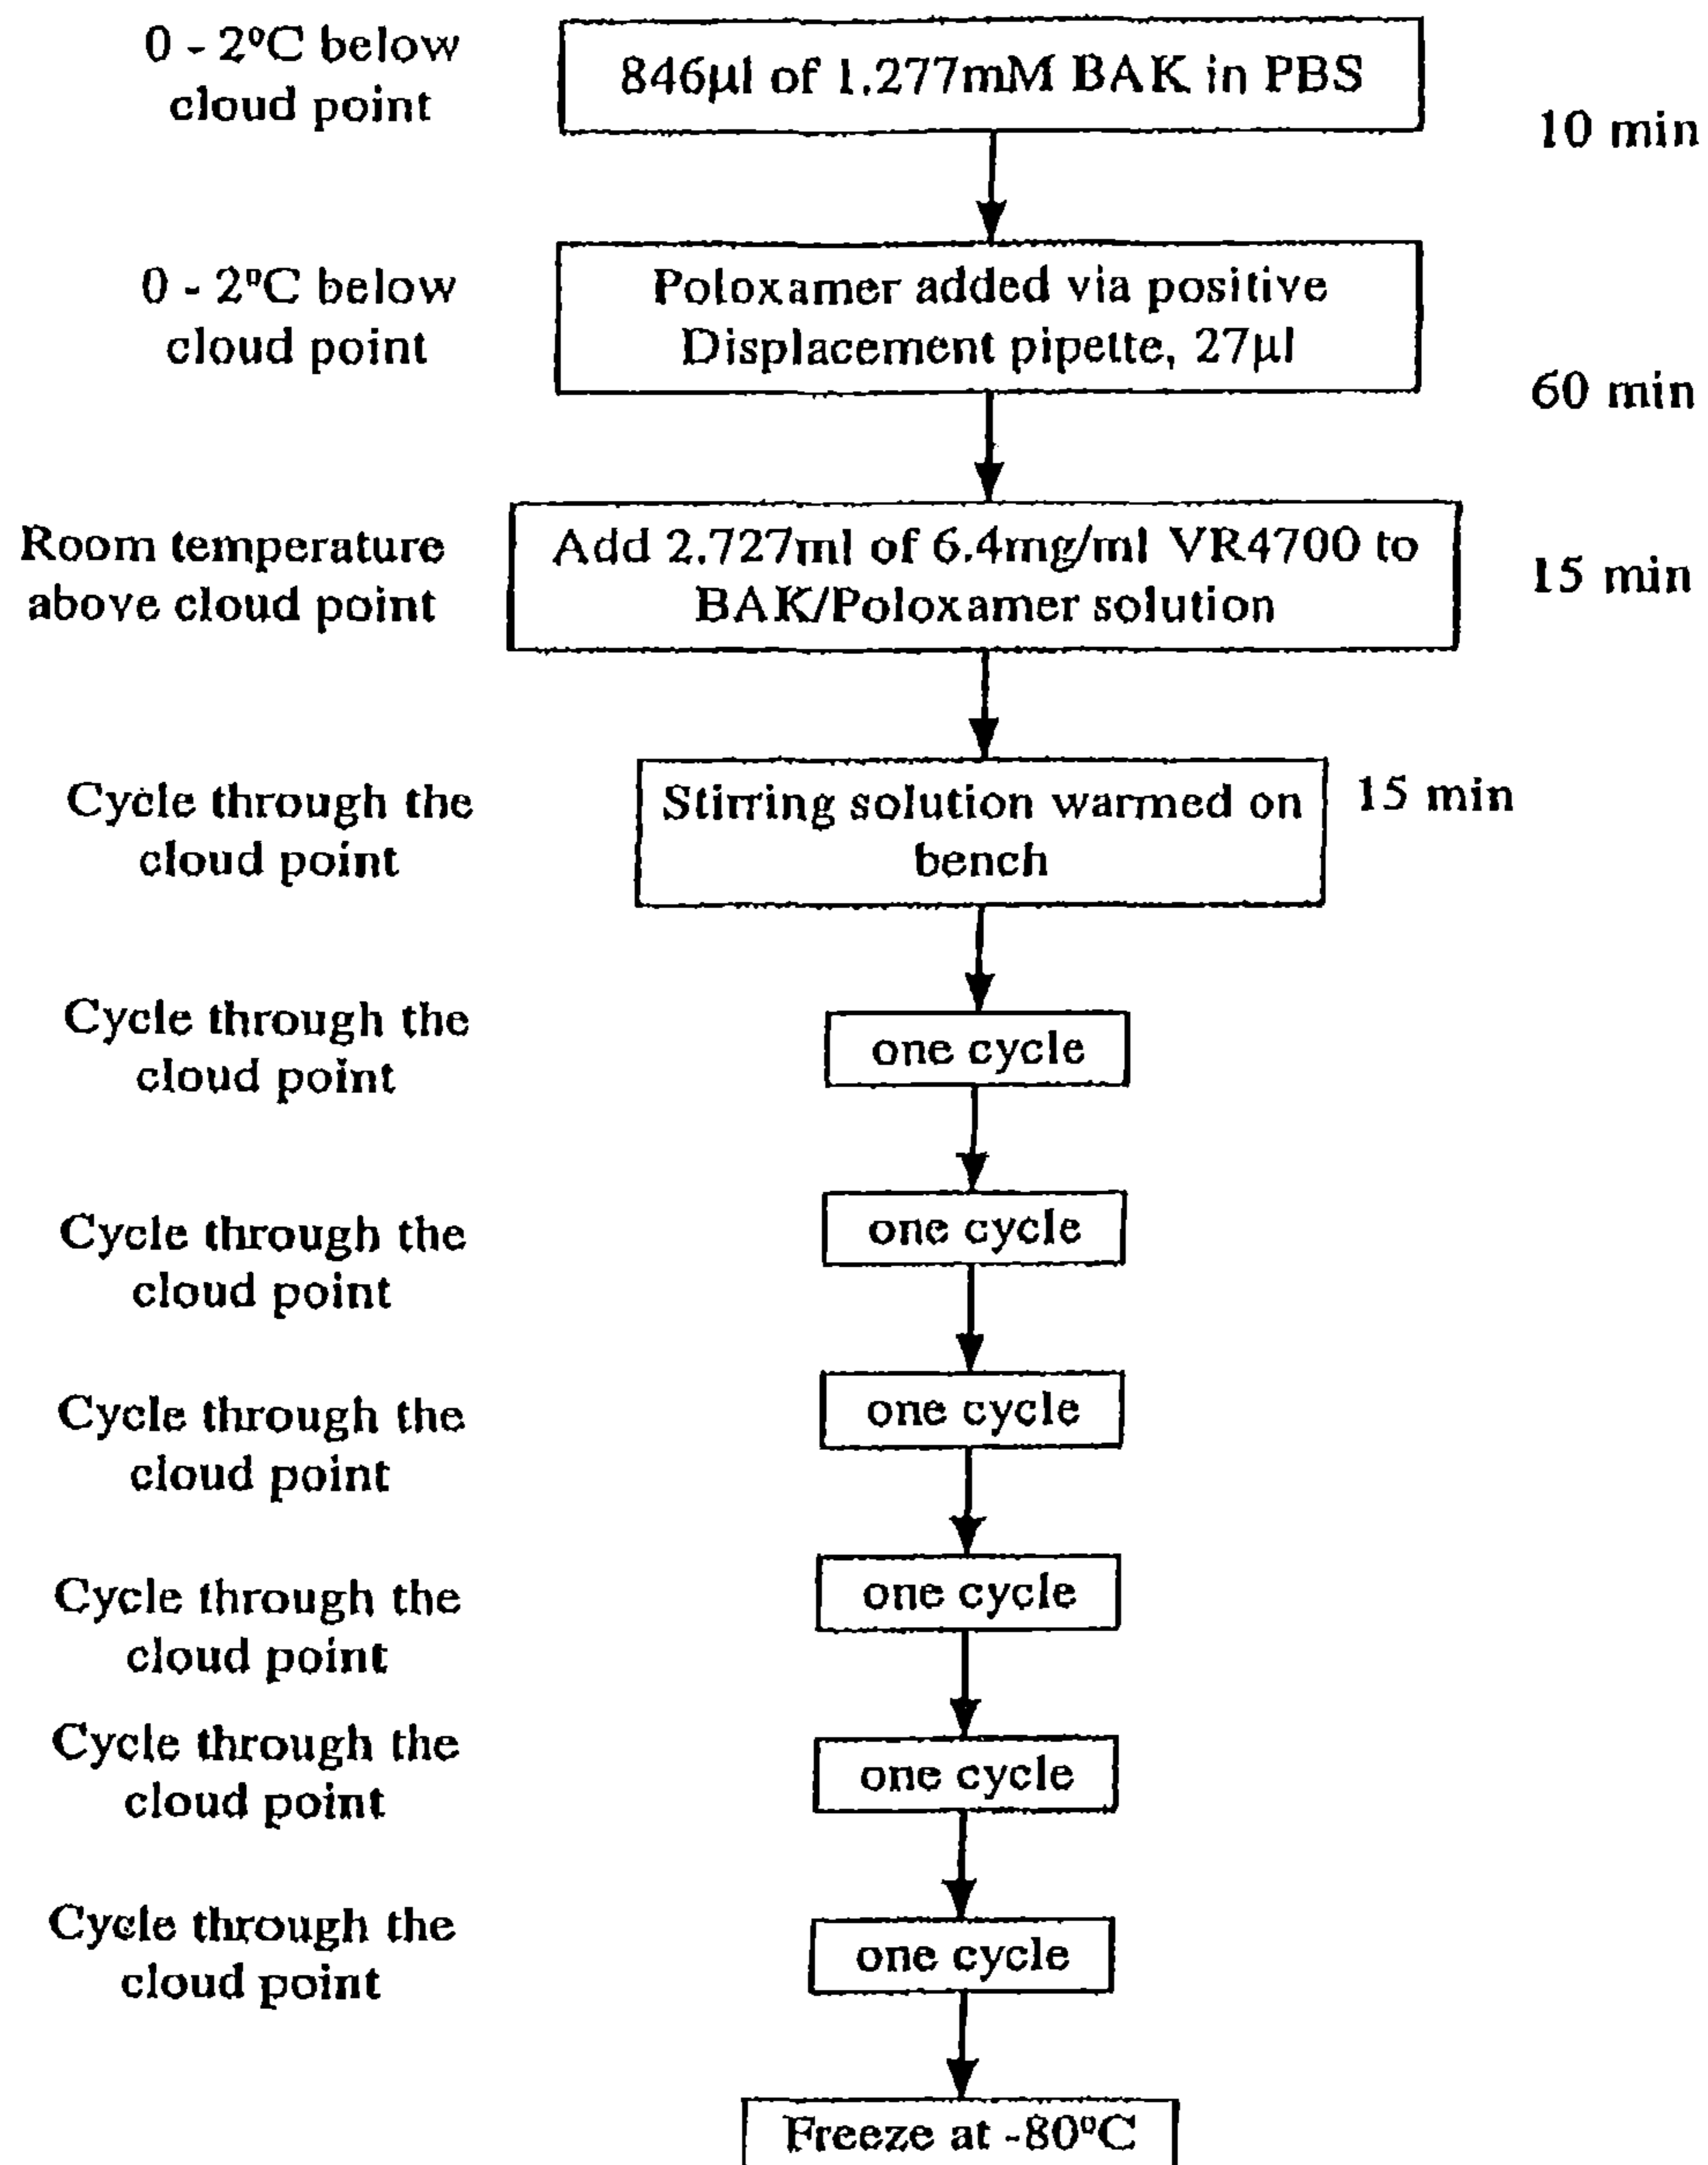 0 - 2ºC below
cloud point
846µl of 1.277mM BAK in PBS
10 min
0 - 2ºC below
cloud point
Poloxamer added via positive
Displacement pipette, 27µl
60 min
Room temperature
above cloud point
Add 2.727ml of 6.4mg/ml VR4700 to
BAK/Poloxamer solution
15 min
Cycle through the
cloud point
Stirring solution warmed on
bench
15 min
Cycle through the
cloud point
one cycle
Cycle through the
cloud point
one cycle
Cycle through the
cloud point
one cycle
Cycle through the
cloud point
one cycle
Cycle through the
cloud point
one cycle
Cycle through the
cloud point
one cycle
Freeze at -80ºC